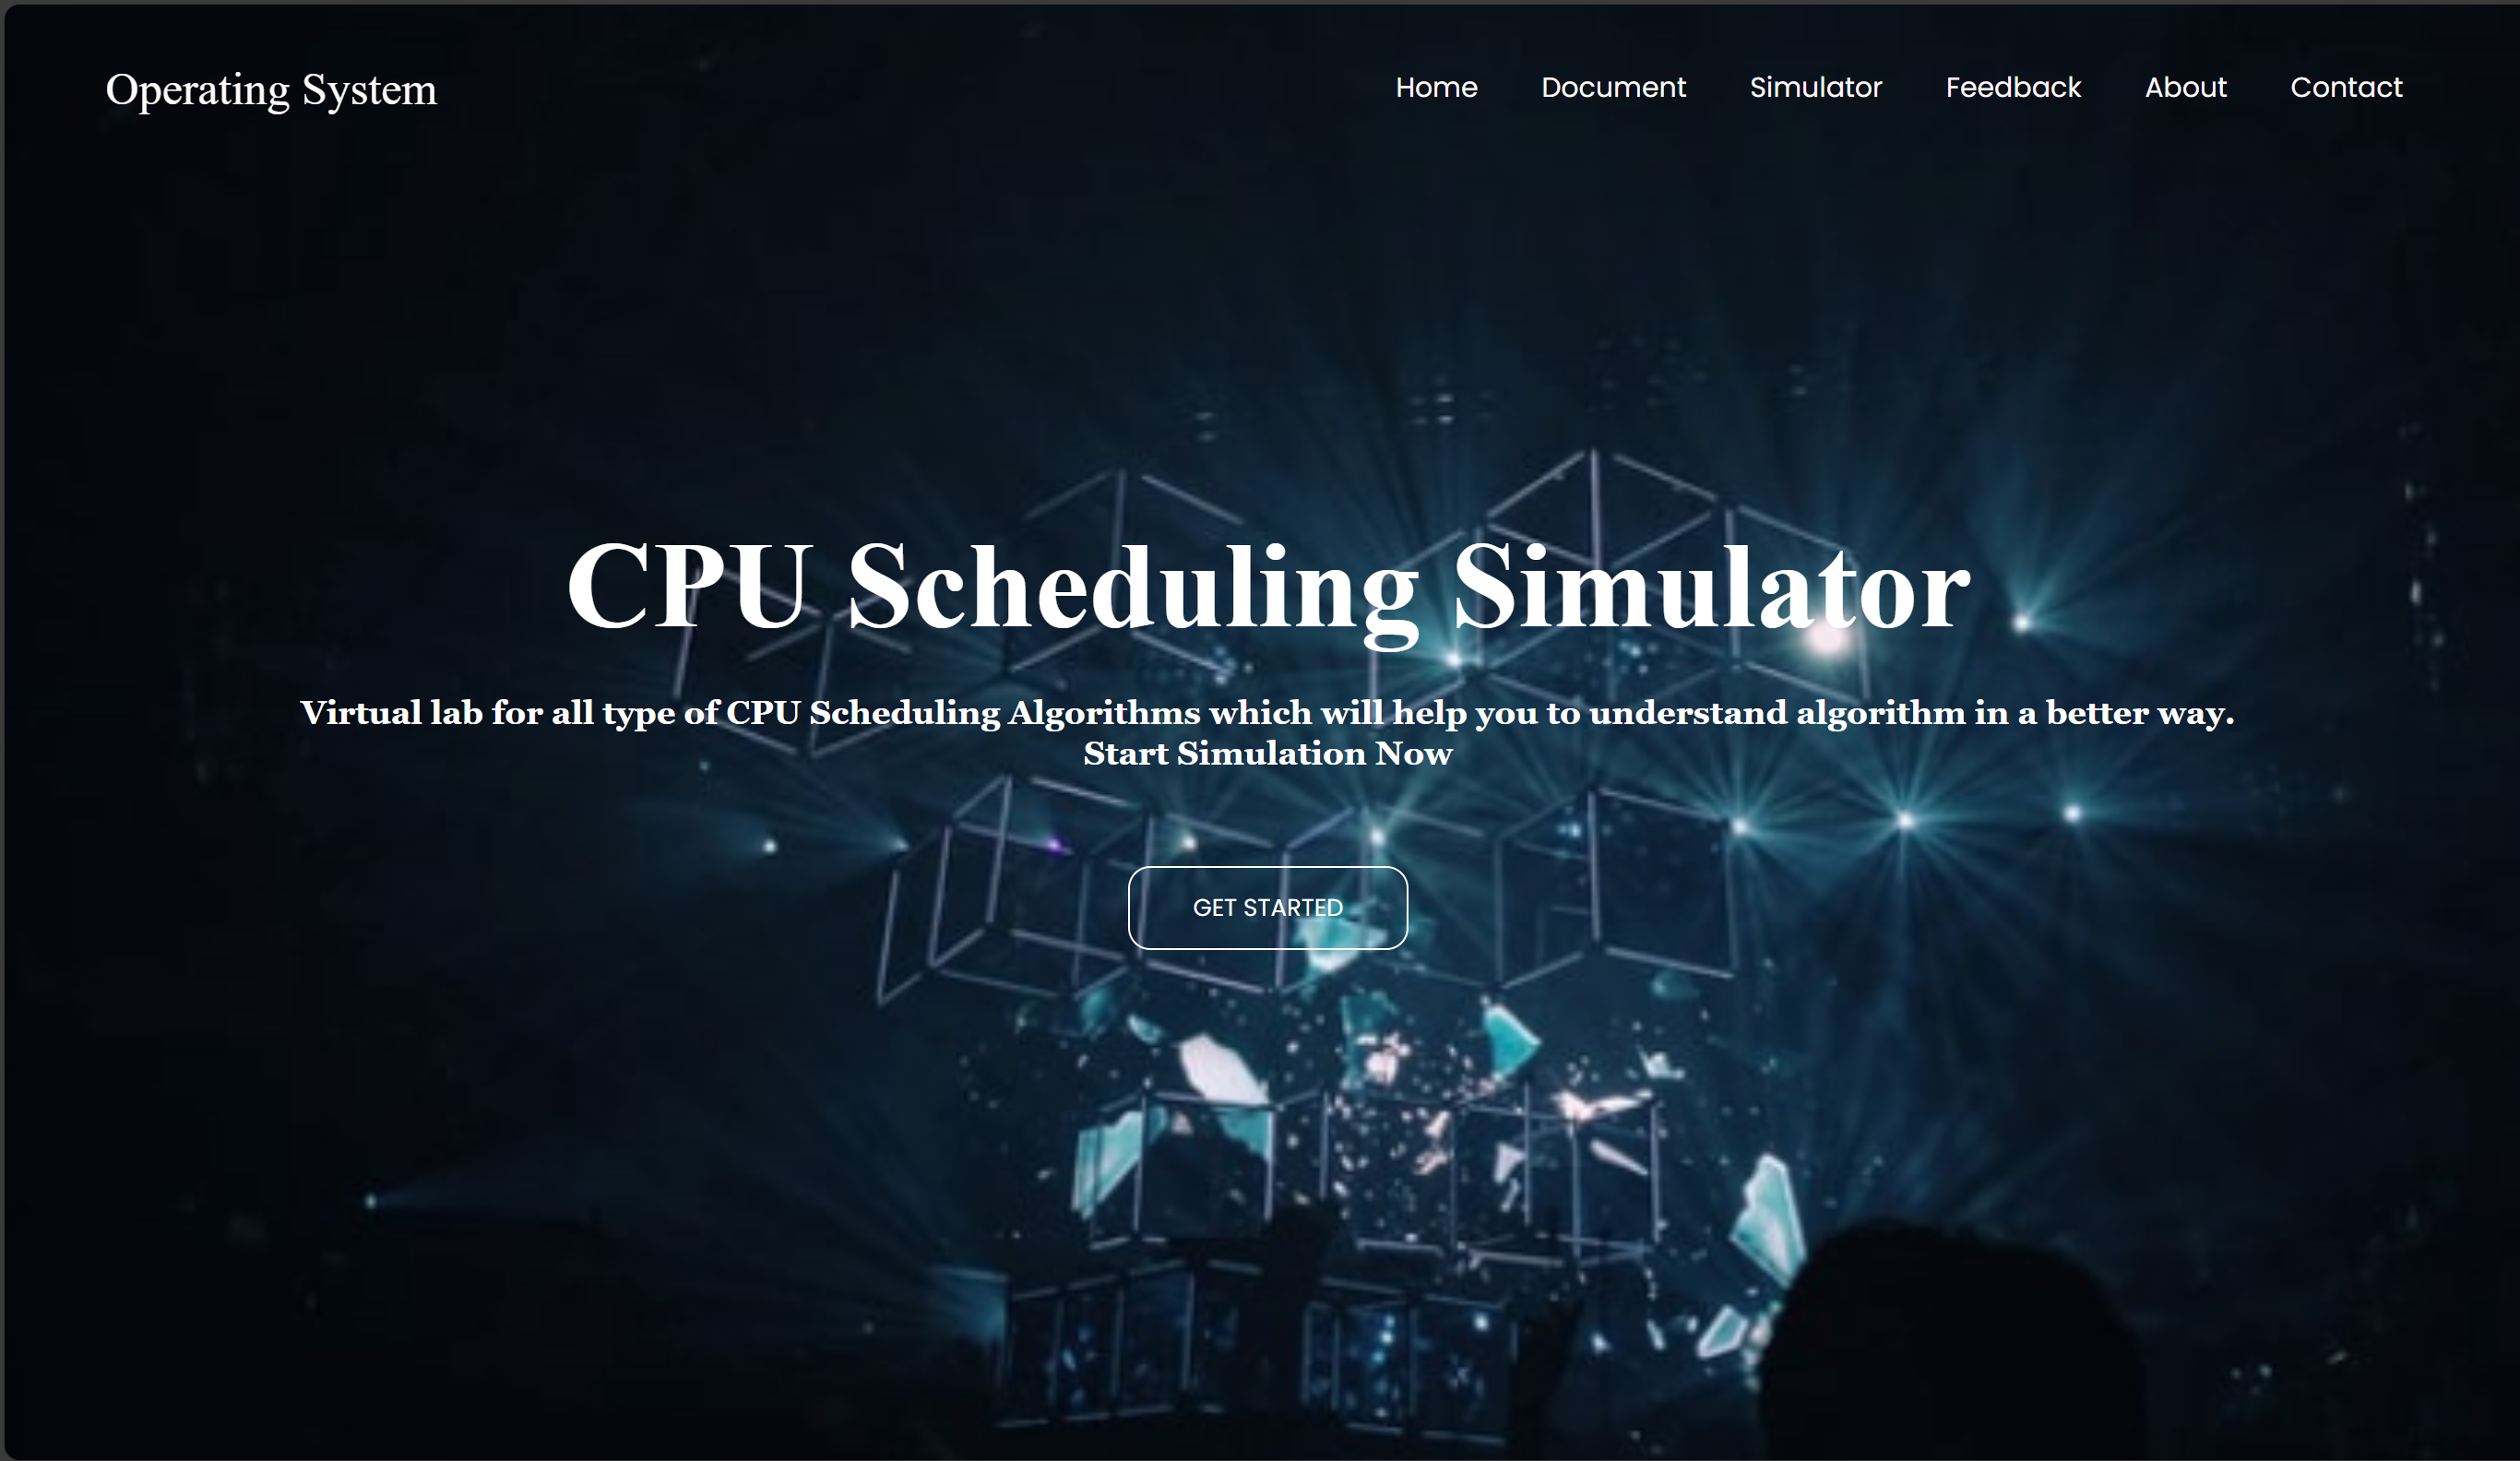 Operating System
Home Document Simulator Feedback About Contact
CPU Scheduling Simulator
Virtual lab for all type of CPU Scheduling Algorithms which will help you to understand algorithm in a better way.
Start Simulation Now
GET STARTED